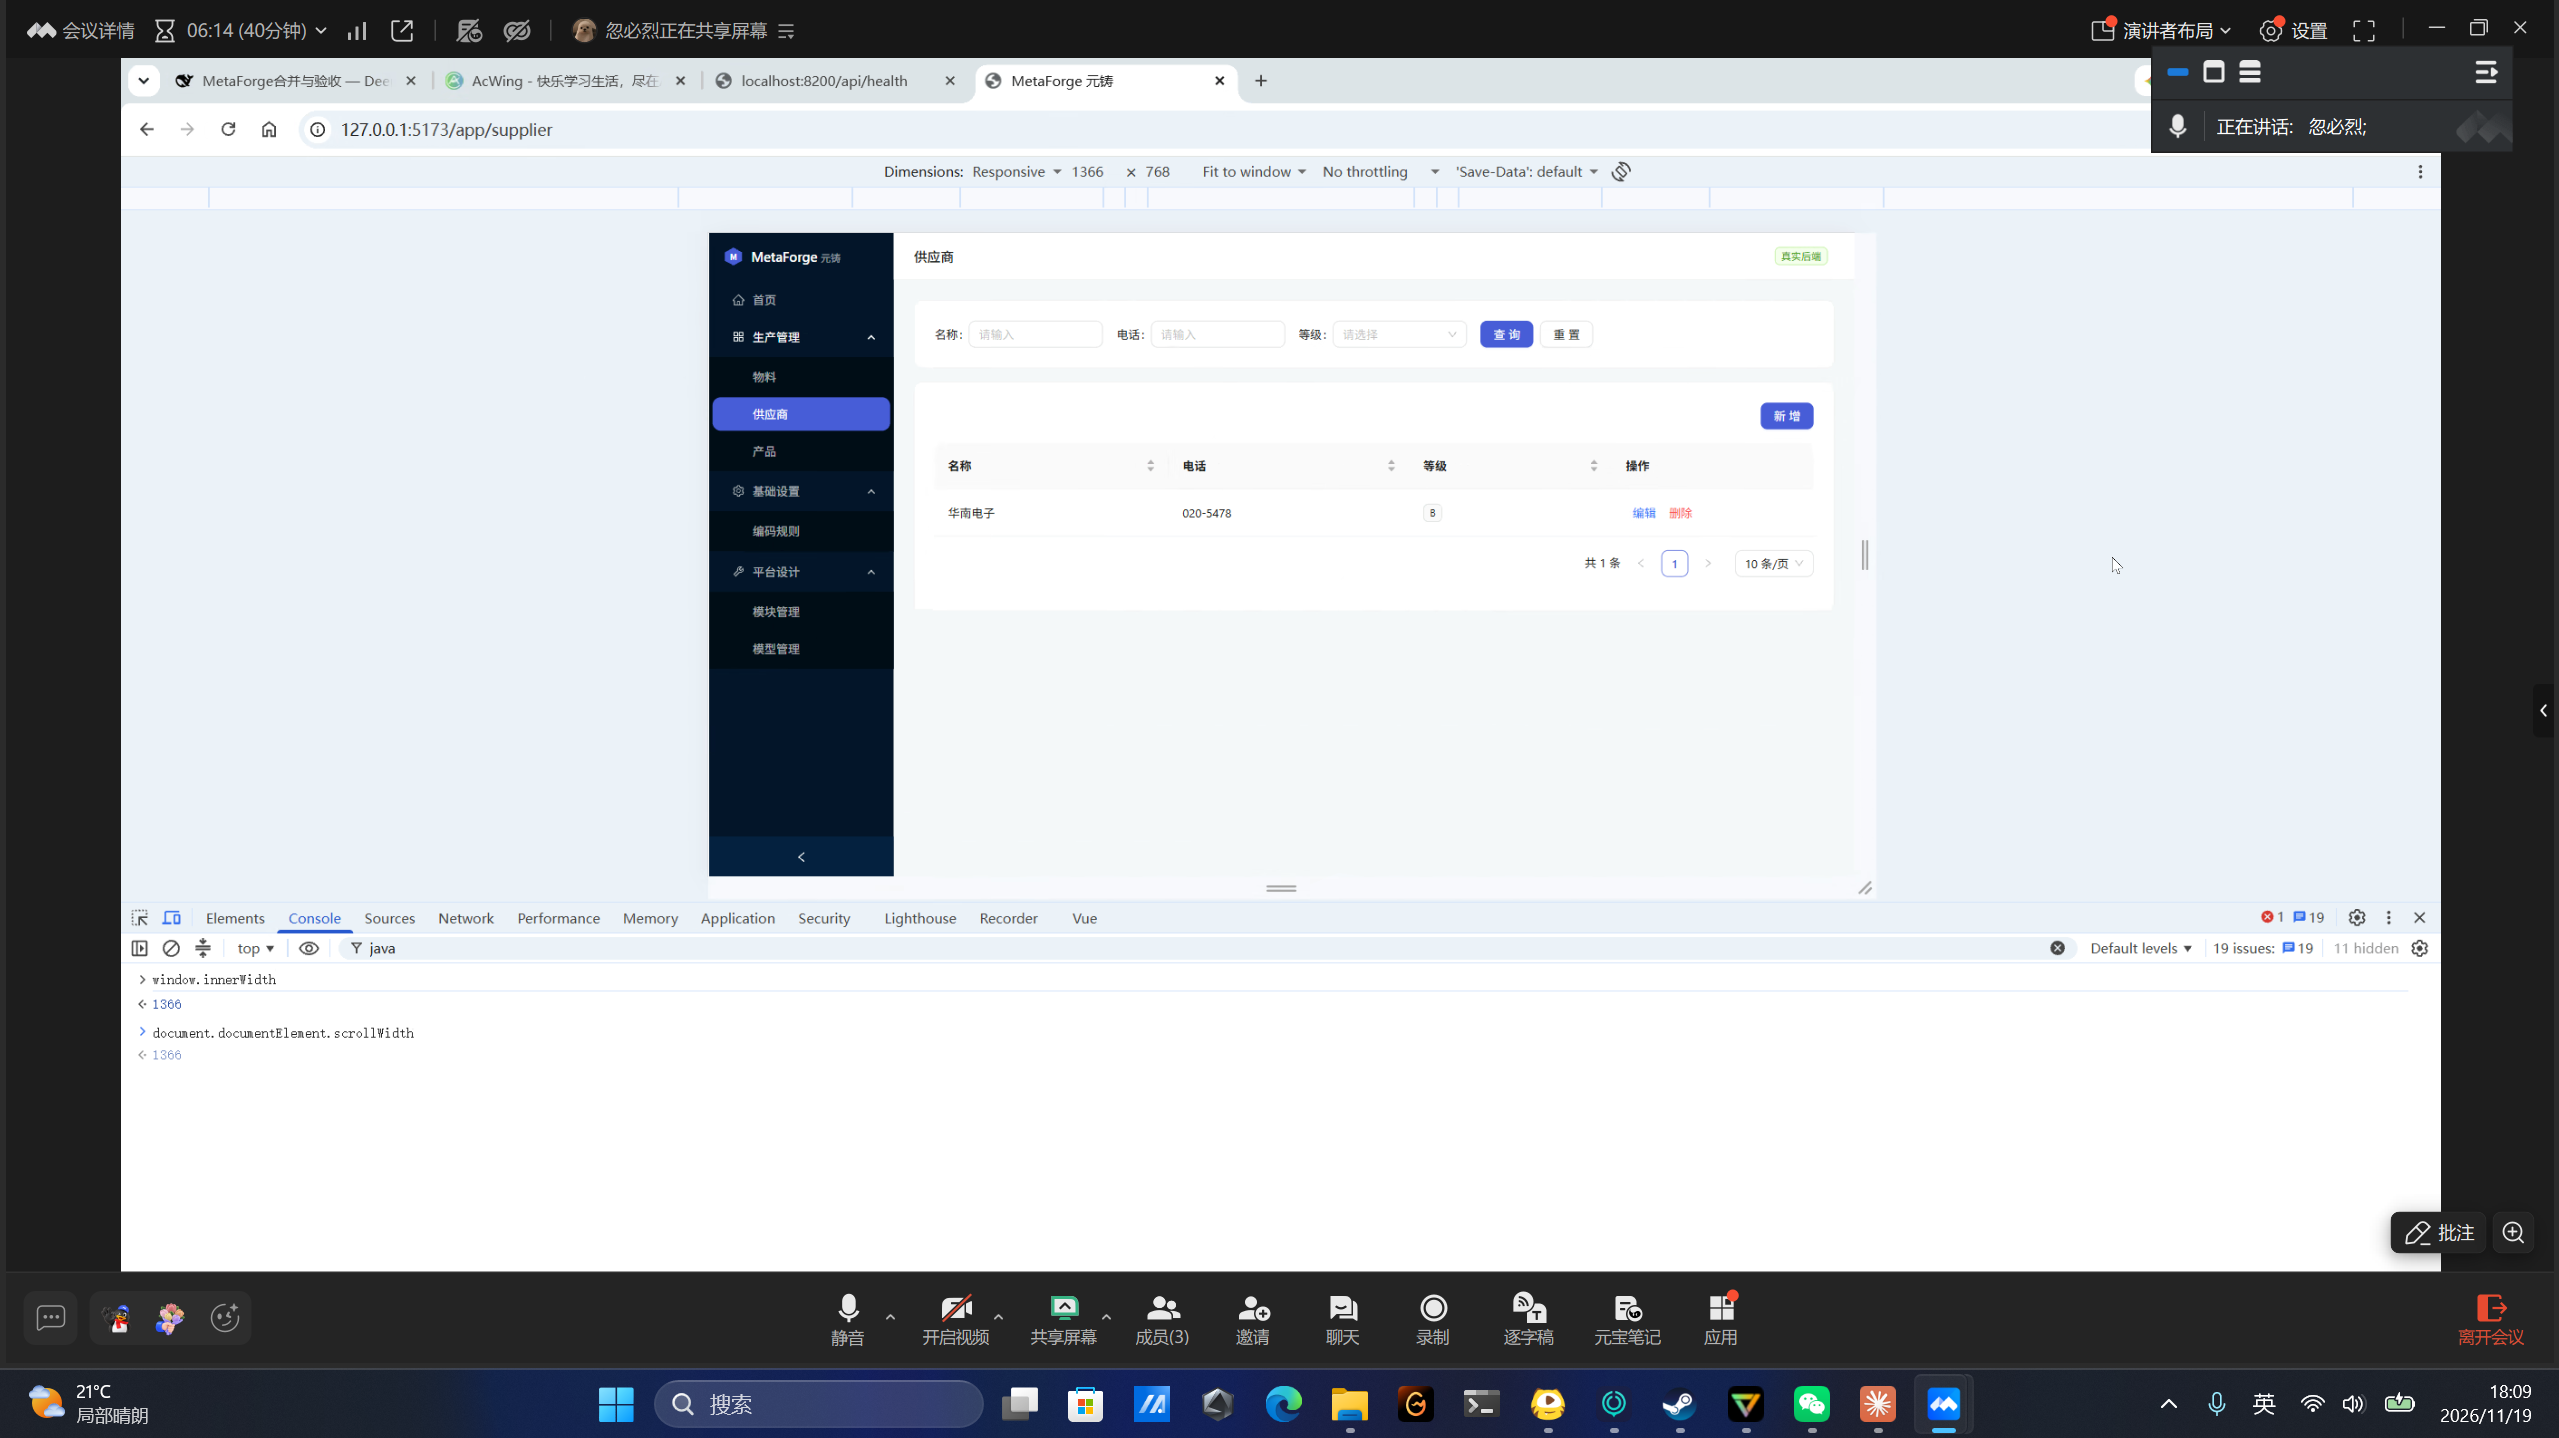 会议详情 06:14 (40分钟) 忽必烈正在共享屏幕 演讲者布局 设置
MetaForge合并与验收 — Dee
AcWing - 快乐学习生活，尽在
localhost:8200/api/health
MetaForge 元铸
正在讲话: 忽必烈;
127.0.0.1:5173/app/supplier
Dimensions: Responsive 1366 × 768 Fit to window No throttling 'Save-Data': default
M MetaForge 元铸
首页
生产管理
物料
供应商
产品
基础设置
编码规则
平台设计
模块管理
模型管理
供应商 真实后端
名称: 请输入 电话: 请输入 等级: 请选择 查 询 重 置
新 增
名称 电话 等级 操作
华南电子 020-5478 B 编辑 删除
共 1 条 1 10 条/页
Elements Console Sources Network Performance Memory Application Security Lighthouse Recorder Vue 1 19
top java Default levels 19 issues: 19 11 hidden
window.innerWidth
1366
document.documentElement.scrollWidth
1366
批注
静音 开启视频 共享屏幕 成员(3) 邀请 聊天 录制 逐字稿 元宝笔记 应用 离开会议
21°C
局部晴朗
搜索
英
18:09
2026/11/19